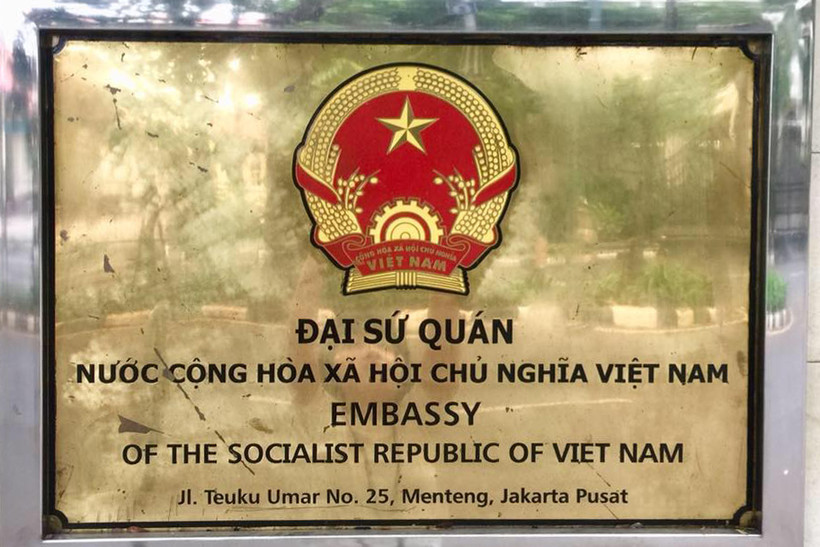 CỘNG HÒA XÃ HỘI CHỦ NGHĨA
VIỆT NAM
ĐẠI SỨ QUÁN
NƯỚC CỘNG HÒA XÃ HỘI CHỦ NGHĨA VIỆT NAM
EMBASSY
OF THE SOCIALIST REPUBLIC OF VIET NAM
Jl. Teuku Umar No. 25, Menteng, Jakarta Pusat